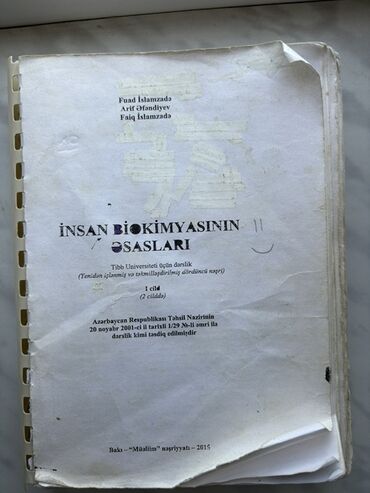 Fuad İslamzadə
Arif Əfəndiyev
Faiq İslamzadə
İNSAN BİOKİMYASININ
ƏSASLARI
Tibb Universiteti üçün dərslik
(Yenidən işlənmiş və təkmilləşdirilmiş dördüncü nəşri)
I cild
(2 cilddə)
Azərbaycan Respublikası Təhsil Nazirinin
20 noyabr 2001-ci il tarixli 1/29 №-li əmri ilə
dərslik kimi təsdiq edilmişdir
Bakı – "Müəllim" nəşriyyatı – 2015